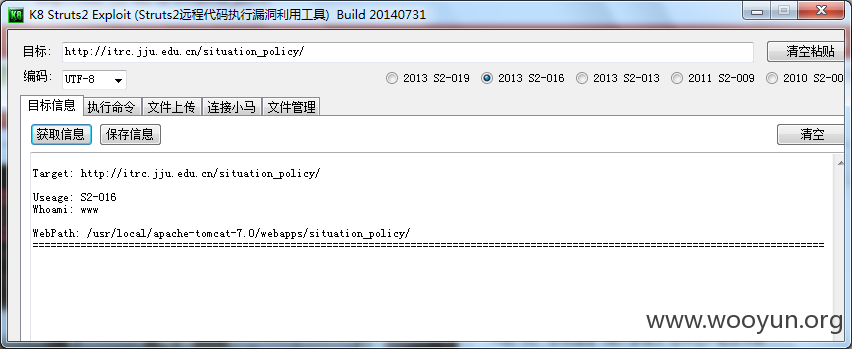 K8 Struts2 Exploit (Struts2远程代码执行漏洞利用工具) Build 20140731
目标: http://itrc.jju.edu.cn/situation_policy/ 清空粘贴
编码: UTF-8 2013 S2-019 2013 S2-016 2013 S2-013 2011 S2-009 2010 S2-00
目标信息 执行命令 文件上传 连接小马 文件管理
获取信息 保存信息 清空
Target: http://itrc.jju.edu.cn/situation_policy/
Useage: S2-016
Whoami: www
WebPath: /usr/local/apache-tomcat-7.0/webapps/situation_policy/
www.wooyun.org